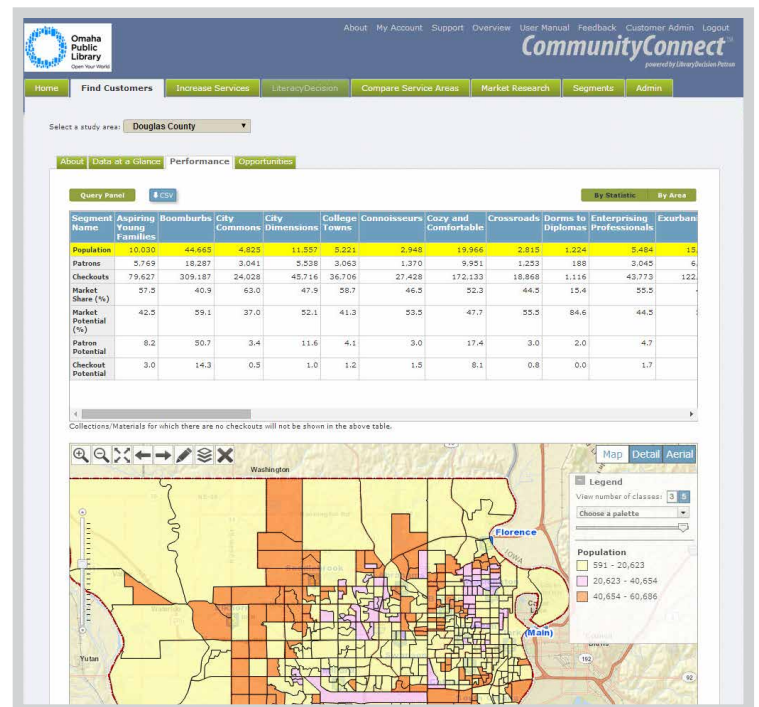 Omaha
Public
Library
Open Your World
About My Account Support Overview User Manual Feedback Customer Admin Logout
CommunityConnect
powered by LibraryDecision Patron
Home Find Customers Increase Services LiteracyDecision Compare Service Areas Market Research Segments Admin
Select a study area: Douglas County
About Data at a Glance Performance Opportunities
Query Panel CSV By Statistic By Area
Segment Name Aspiring Young Families Boomburbs City Commons City Dimensions College Towns Connoisseurs Cozy and Comfortable Crossroads Dorms to Diplomas Enterprising Professionals Exurban
Population 10,030 44,665 4,825 11,557 5,221 2,948 19,966 2,815 1,224 5,484 15,
Patrons 5,769 18,287 3,041 5,538 3,063 1,370 9,951 1,253 188 3,045 6,
Checkouts 79,627 309,187 24,028 45,716 36,706 27,428 172,133 18,868 1,116 43,773 122,
Market Share (%) 57.5 40.9 63.0 47.9 58.7 46.5 52.3 44.5 15.4 55.5
Market Potential (%) 42.5 59.1 37.0 52.1 41.3 53.5 47.7 55.5 84.6 44.5
Patron Potential 8.2 50.7 3.4 11.6 4.1 3.0 17.4 3.0 2.0 4.7
Checkout Potential 3.0 14.3 0.5 1.0 1.2 1.5 8.1 0.8 0.0 1.7
Collections/Materials for which there are no checkouts will not be shown in the above table.
Map Detail Aerial
Washington
Legend
View number of classes: 3 5
Choose a palette
Florence
IOWA
Population
591 - 20,623
20,623 - 40,654
40,654 - 60,686
(Main)
Yutan
192
92